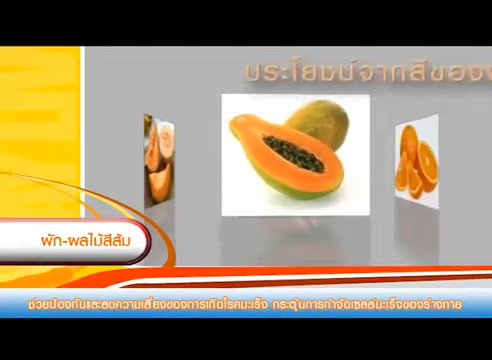 ประโยชน์จากสีของ
ผัก-ผลไม้สีส้ม
ช่วยป้องกันและลดความเสี่ยงของการเกิดโรคมะเร็ง กระตุ้นการกำจัดเซลล์มะเร็งของร่างกาย